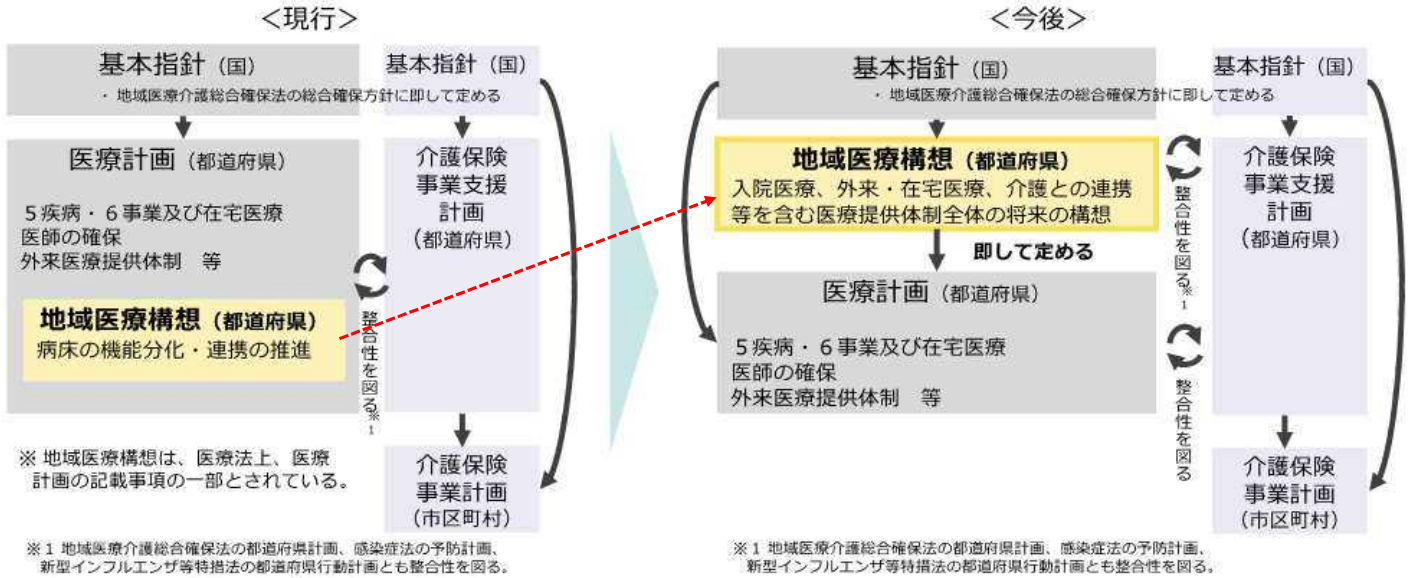 ＜現行＞
基本指針（国）
・ 地域医療介護総合確保法の総合確保方針に即して定める
基本指針（国）
医療計画（都道府県）
５疾病・６事業及び在宅医療
医師の確保
外来医療提供体制　等
地域医療構想（都道府県）
病床の機能分化・連携の推進
整合性を図る※１
介護保険
事業支援
計画
（都道府県）
介護保険
事業計画
（市区町村）
※ 地域医療構想は、医療法上、医療
計画の記載事項の一部とされている。
※１ 地域医療介護総合確保法の都道府県計画、感染症法の予防計画、
新型インフルエンザ等特措法の都道府県行動計画とも整合性を図る。
＜今後＞
基本指針（国）
・ 地域医療介護総合確保法の総合確保方針に即して定める
基本指針（国）
地域医療構想（都道府県）
入院医療、外来・在宅医療、介護との連携
等を含む医療提供体制全体の将来の構想
即して定める
医療計画（都道府県）
５疾病・６事業及び在宅医療
医師の確保
外来医療提供体制　等
整合性を図る※１
整合性を図る
介護保険
事業支援
計画
（都道府県）
介護保険
事業計画
（市区町村）
※１ 地域医療介護総合確保法の都道府県計画、感染症法の予防計画、
新型インフルエンザ等特措法の都道府県行動計画とも整合性を図る。